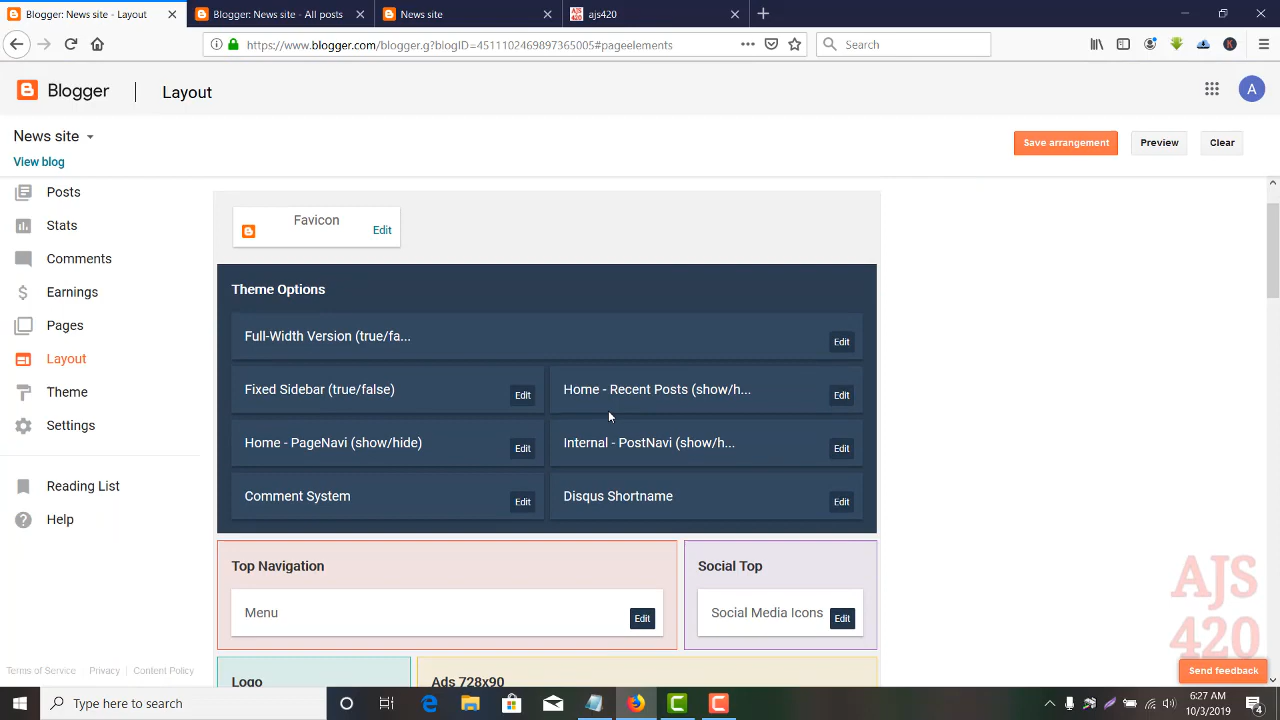 Blogger: News site - Layout
Blogger: News site - All posts
News site
ajs420
https://www.blogger.com/blogger.g?blogID=4511102469897365005#pageelements
Search
Blogger
Layout
A
News site
View blog
Save arrangement
Preview
Clear
Posts
Stats
Comments
Earnings
Pages
Layout
Theme
Settings
Reading List
Help
Terms of Service
Privacy
Content Policy
Favicon
Edit
Theme Options
Full-Width Version (true/fa...
Edit
Fixed Sidebar (true/false)
Edit
Home - Recent Posts (show/h...
Edit
Home - PageNavi (show/hide)
Edit
Internal - PostNavi (show/h...
Edit
Comment System
Edit
Disqus Shortname
Edit
Top Navigation
Menu
Edit
Social Top
Social Media Icons
Edit
Logo
Ads 728x90
AJS
420
Send feedback
Type here to search
6:27 AM
10/3/2019